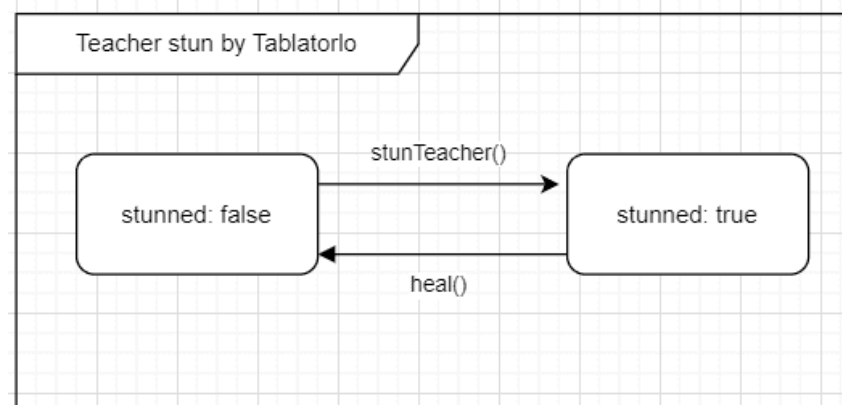 Teacher stun by Tablatorlo
stunTeacher()
stunned: false
stunned: true
heal()